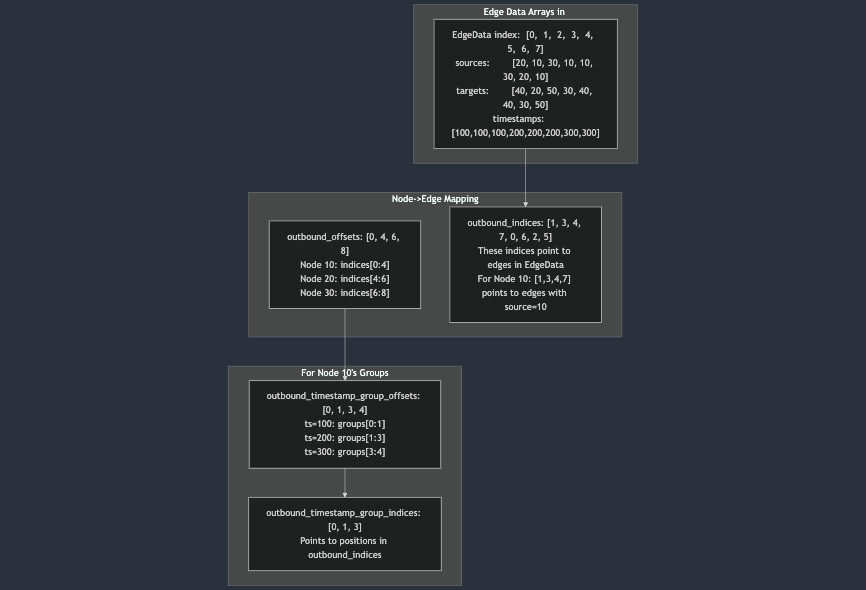 Edge Data Arrays in
EdgeData index: [0, 1, 2, 3, 4,
5, 6, 7]
sources: [20, 10, 30, 10, 10,
30, 20, 10]
targets: [40, 20, 50, 30, 40,
40, 30, 50]
timestamps:
[100,100,100,200,200,200,300,300]
Node->Edge Mapping
outbound_offsets: [0, 4, 6,
8]
Node 10: indices[0:4]
Node 20: indices[4:6]
Node 30: indices[6:8]
outbound_indices: [1, 3, 4,
7, 0, 6, 2, 5]
These indices point to
edges in EdgeData
For Node 10: [1,3,4,7]
points to edges with
source=10
For Node 10's Groups
outbound_timestamp_group_offsets:
[0, 1, 3, 4]
ts=100: groups[0:1]
ts=200: groups[1:3]
ts=300: groups[3:4]
outbound_timestamp_group_indices:
[0, 1, 3]
Points to positions in
outbound_indices